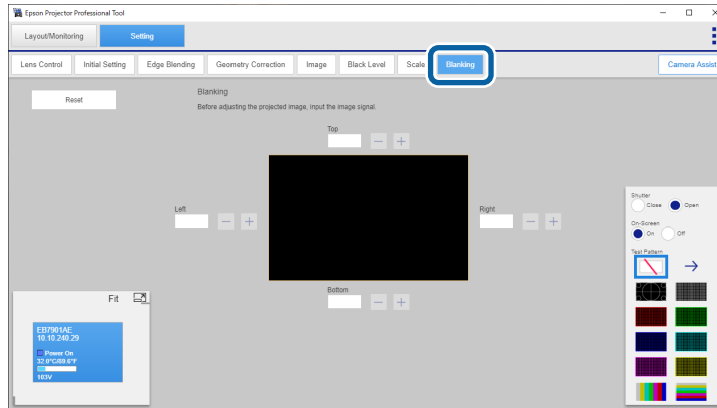 Epson Projector Professional Tool
Layout/Monitoring
Setting
Lens Control
Initial Setting
Edge Blending
Geometry Correction
Image
Black Level
Scale
Blanking
Camera Assist
Reset
Blanking
Before adjusting the projected image, input the image signal.
Top
Left
Right
Bottom
Shutter
Close
Open
On-Screen
On
Off
Test Pattern
Fit
EB7901AE
10.10.240.29
Power On
32.0°C/89.6°F
103V